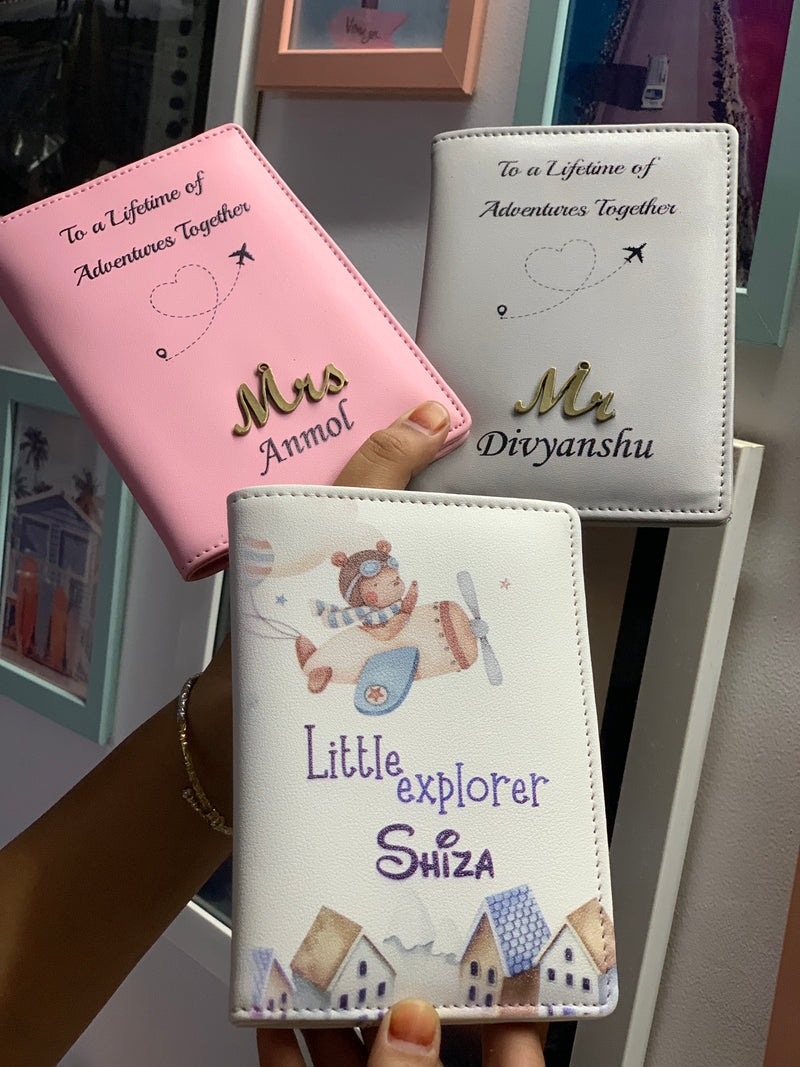 To a Lifetime of
Adventures Together
Mrs
Anmol
To a Lifetime of
Adventures Together
Mr
Divyanshu
Little
explorer
SHIZA